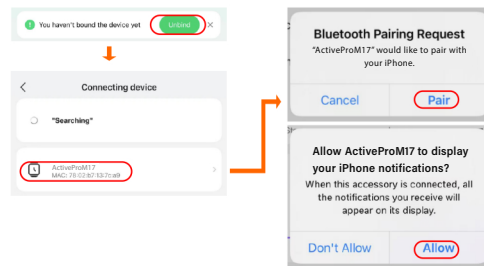 You haven't bound the device yet
Unbind
Connecting device
"Searching"
ActiveProM17
MAC: 78:02:b7:13:7c:a9
Bluetooth Pairing Request
"ActiveProM17" would like to pair with
your iPhone.
Cancel
Pair
Allow ActiveProM17 to display
your iPhone notifications?
When this accessory is connected, all
the notifications you receive will
appear on its display.
Don't Allow
Allow